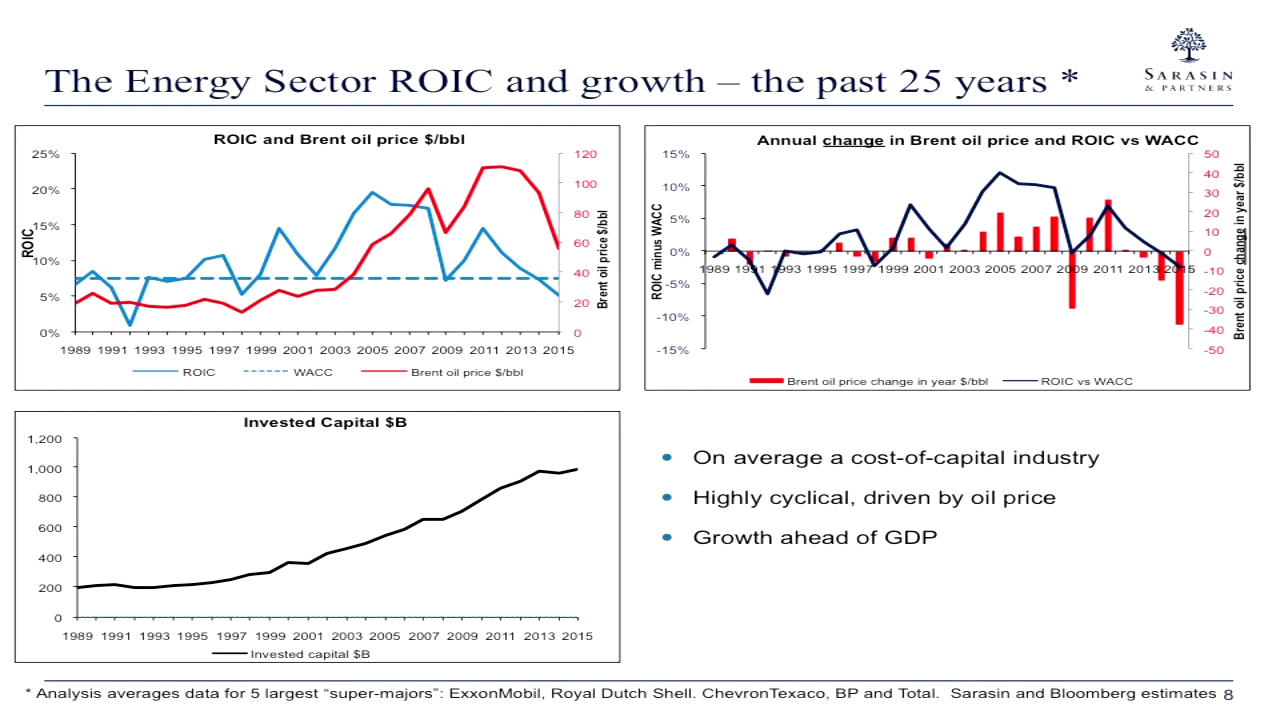 The Energy Sector ROIC and growth – the past 25 years *
SARASIN
& PARTNERS
ROIC and Brent oil price $/bbl
25%
20%
15%
10%
5%
0%
ROIC
120
100
80
60
40
20
0
Brent oil price $/bbl
1989 1991 1993 1995 1997 1999 2001 2003 2005 2007 2009 2011 2013 2015
ROIC WACC Brent oil price $/bbl
Annual change in Brent oil price and ROIC vs WACC
15%
10%
5%
0%
-5%
-10%
-15%
ROIC minus WACC
50
40
30
20
10
0
-10
-20
-30
-40
-50
Brent oil price change in year $/bbl
1989 1991 1993 1995 1997 1999 2001 2003 2005 2007 2009 2011 2013 2015
Brent oil price change in year $/bbl ROIC vs WACC
Invested Capital $B
1,200
1,000
800
600
400
200
0
1989 1991 1993 1995 1997 1999 2001 2003 2005 2007 2009 2011 2013 2015
Invested capital $B
• On average a cost-of-capital industry
• Highly cyclical, driven by oil price
• Growth ahead of GDP
* Analysis averages data for 5 largest “super-majors”: ExxonMobil, Royal Dutch Shell. ChevronTexaco, BP and Total. Sarasin and Bloomberg estimates 8